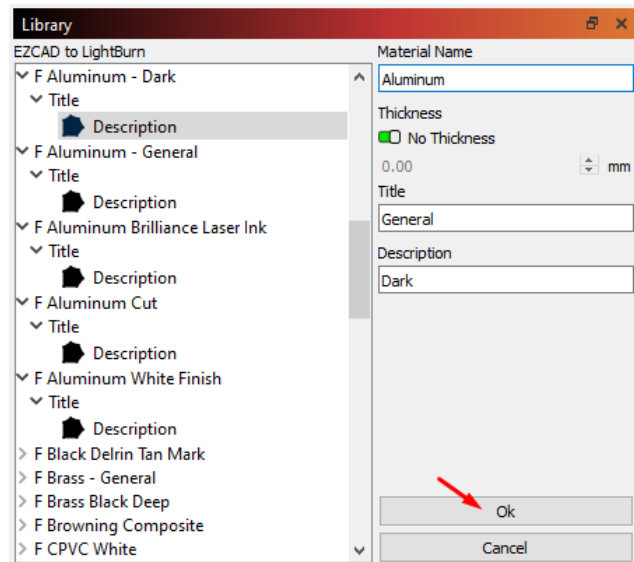 Library
EZCAD to LightBurn
F Aluminum - Dark
Title
Description
F Aluminum - General
Title
Description
F Aluminum Brilliance Laser Ink
Title
Description
F Aluminum Cut
Title
Description
F Aluminum White Finish
Title
Description
F Black Delrin Tan Mark
F Brass - General
F Brass Black Deep
F Browning Composite
F CPVC White
Material Name
Aluminum
Thickness
No Thickness
0.00 mm
Title
General
Description
Dark
Ok
Cancel